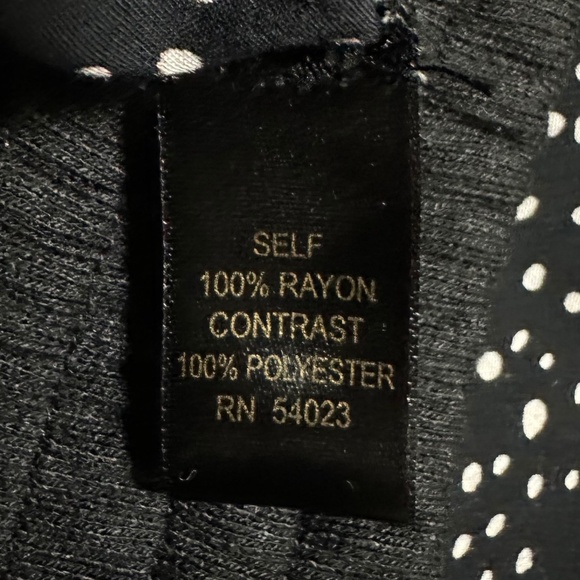 SELF
100% RAYON
CONTRAST
100% POLYESTER
RN 54023